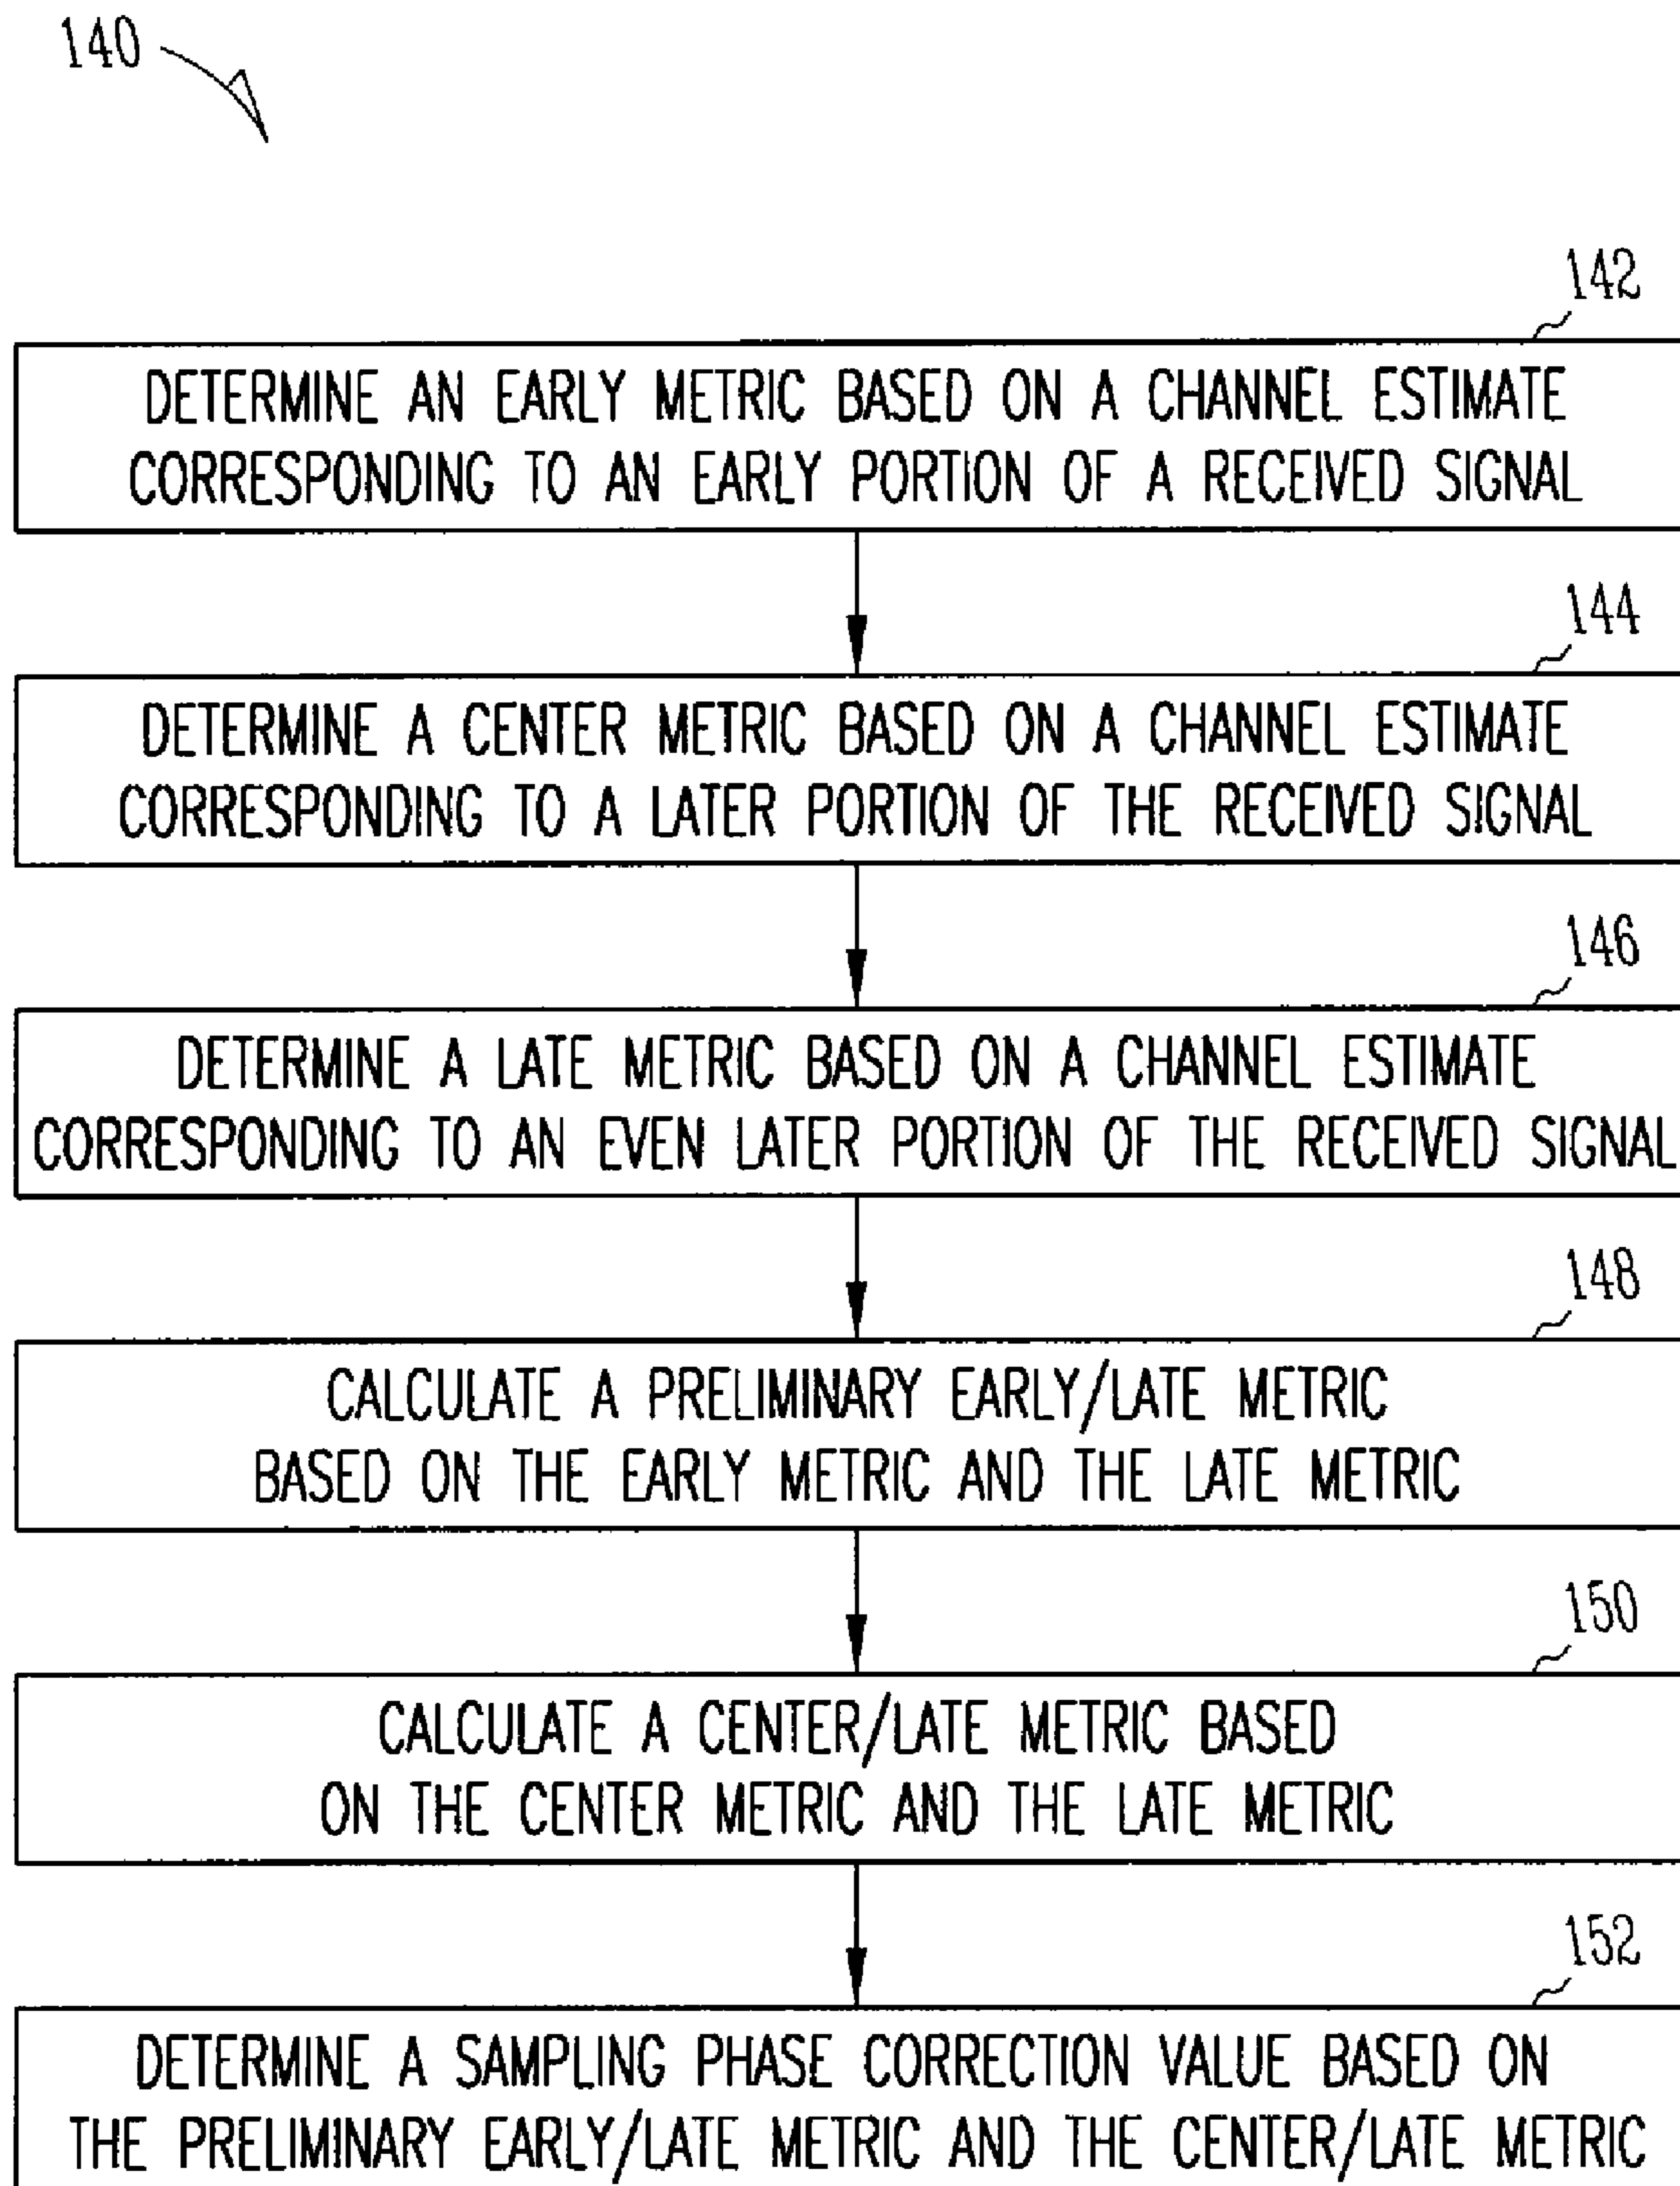 140
142
DETERMINE AN EARLY METRIC BASED ON A CHANNEL ESTIMATE
CORRESPONDING TO AN EARLY PORTION OF A RECEIVED SIGNAL
144
DETERMINE A CENTER METRIC BASED ON A CHANNEL ESTIMATE
CORRESPONDING TO A LATER PORTION OF THE RECEIVED SIGNAL
146
DETERMINE A LATE METRIC BASED ON A CHANNEL ESTIMATE
CORRESPONDING TO AN EVEN LATER PORTION OF THE RECEIVED SIGNAL
148
CALCULATE A PRELIMINARY EARLY/LATE METRIC
BASED ON THE EARLY METRIC AND THE LATE METRIC
150
CALCULATE A CENTER/LATE METRIC BASED
ON THE CENTER METRIC AND THE LATE METRIC
152
DETERMINE A SAMPLING PHASE CORRECTION VALUE BASED ON
THE PRELIMINARY EARLY/LATE METRIC AND THE CENTER/LATE METRIC